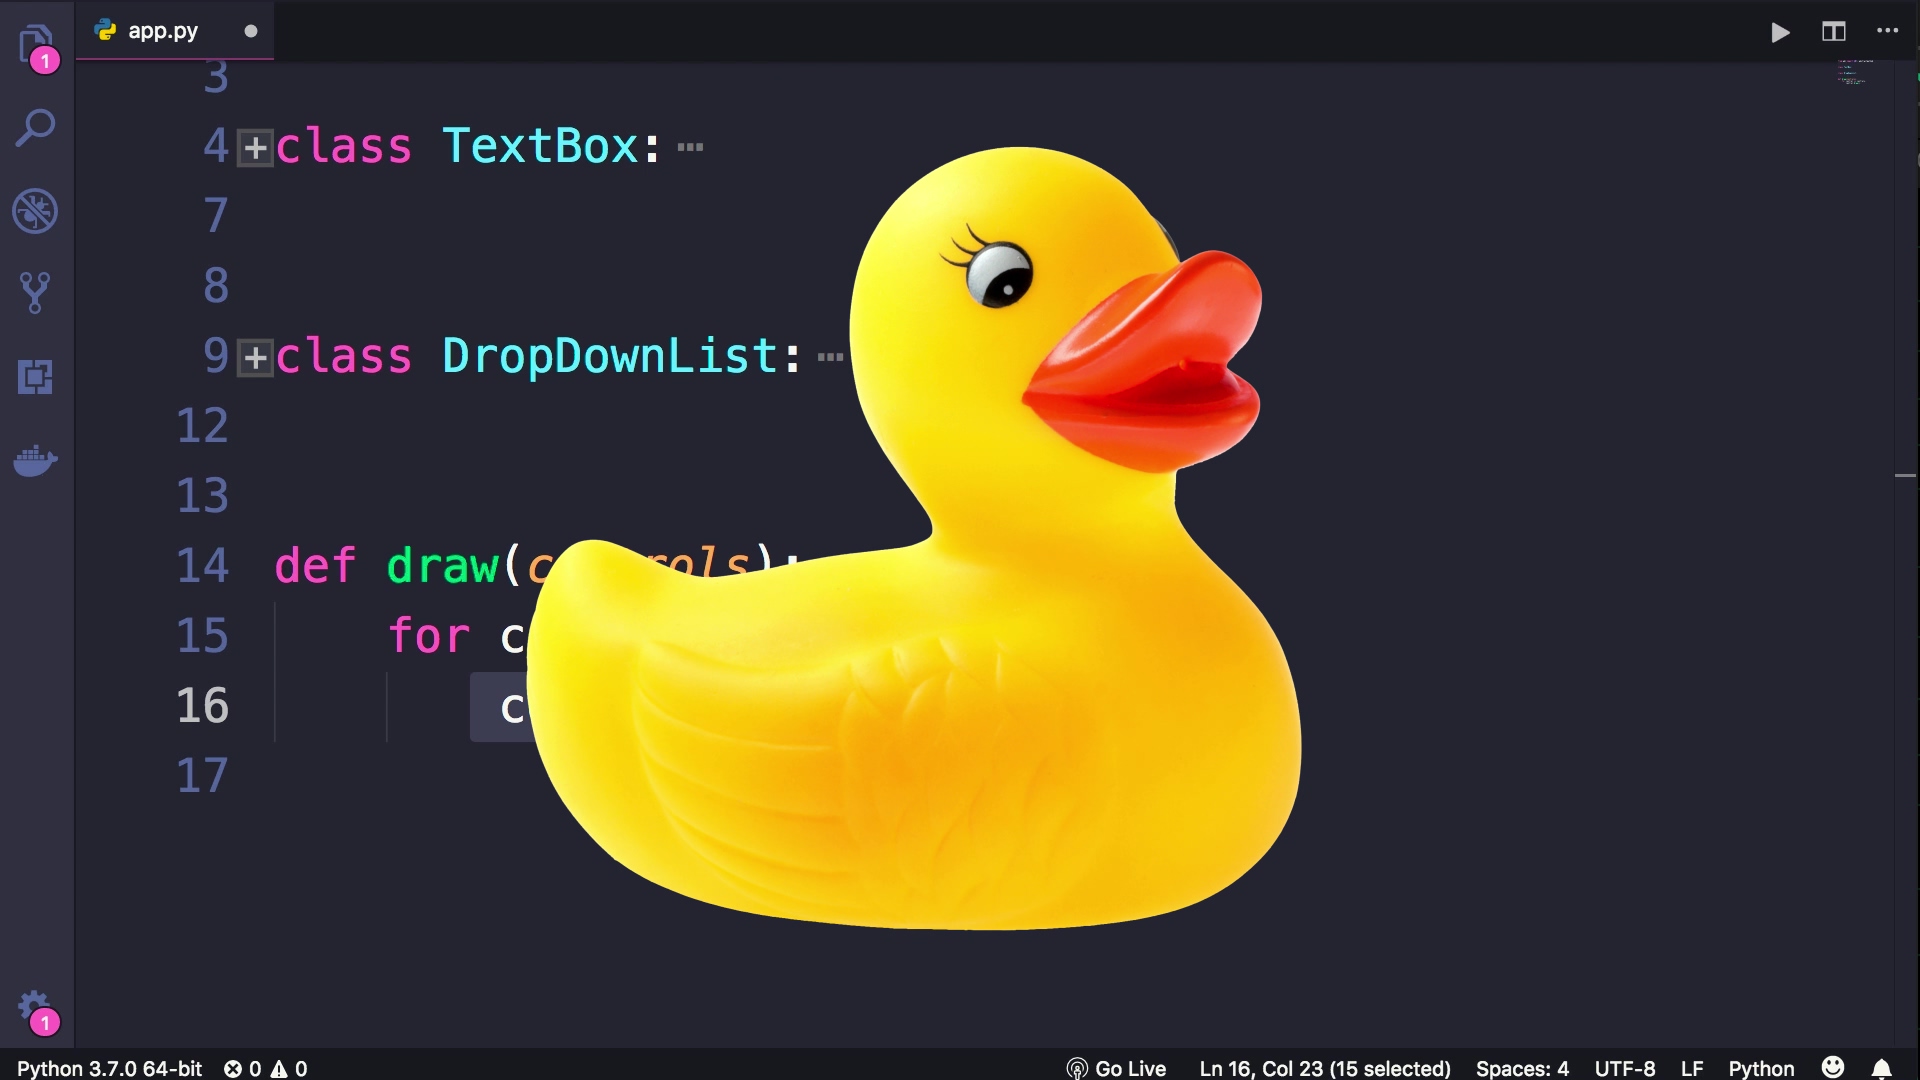 1
app.py
3
4 class TextBox:
7
8
9 class DropDownList:
12
13
14 def draw(c rols):
15 for c
16 c
17
1
Python 3.7.0 64-bit 0 0 Go Live Ln 16, Col 23 (15 selected) Spaces: 4 UTF-8 LF Python